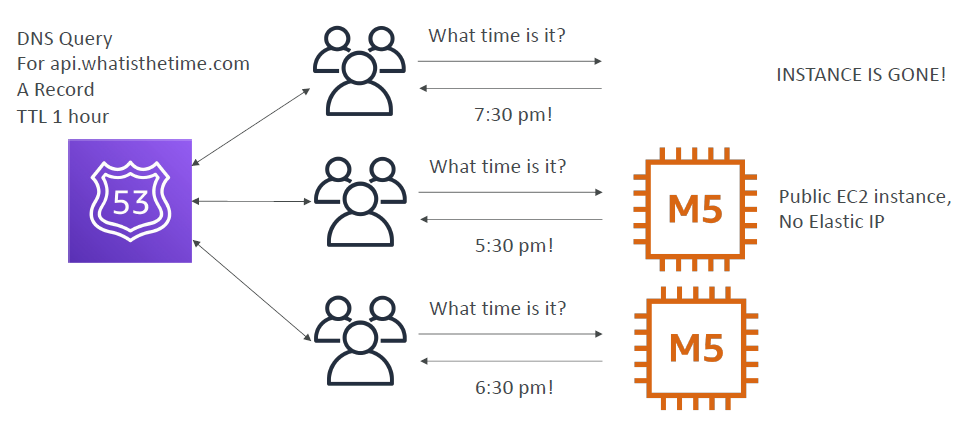 DNS Query
For api.whatisthetime.com
A Record
TTL 1 hour
53
What time is it?
7:30 pm!
INSTANCE IS GONE!
What time is it?
5:30 pm!
M5
Public EC2 instance,
No Elastic IP
What time is it?
6:30 pm!
M5